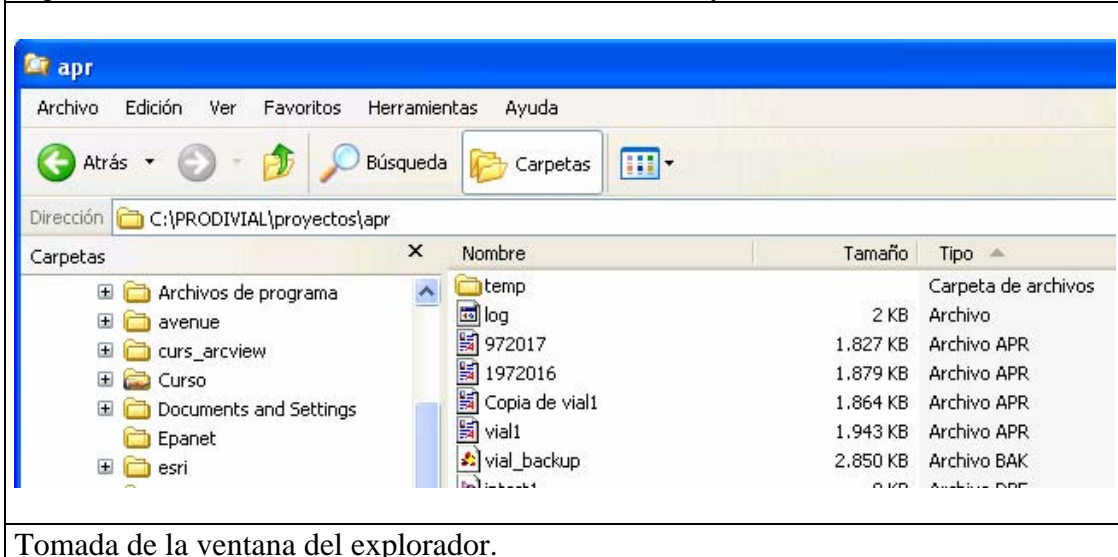 apr
Archivo Edición Ver Favoritos Herramientas Ayuda
Atrás Búsqueda Carpetas
Dirección C:\PRODIVIAL\proyectos\apr
Carpetas
Archivos de programa
avenue
curs_arcview
Curso
Documents and Settings
Epanet
esri
Nombre Tamaño Tipo
temp Carpeta de archivos
log 2 KB Archivo
972017 1.827 KB Archivo APR
1972016 1.879 KB Archivo APR
Copia de vial1 1.864 KB Archivo APR
vial1 1.943 KB Archivo APR
vial_backup 2.850 KB Archivo BAK
Tomada de la ventana del explorador.